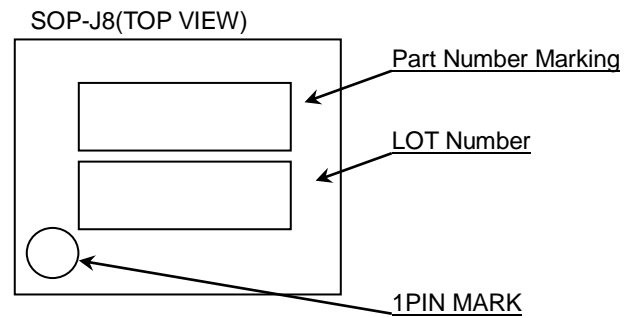 SOP-J8(TOP VIEW)
Part Number Marking
LOT Number
1PIN MARK